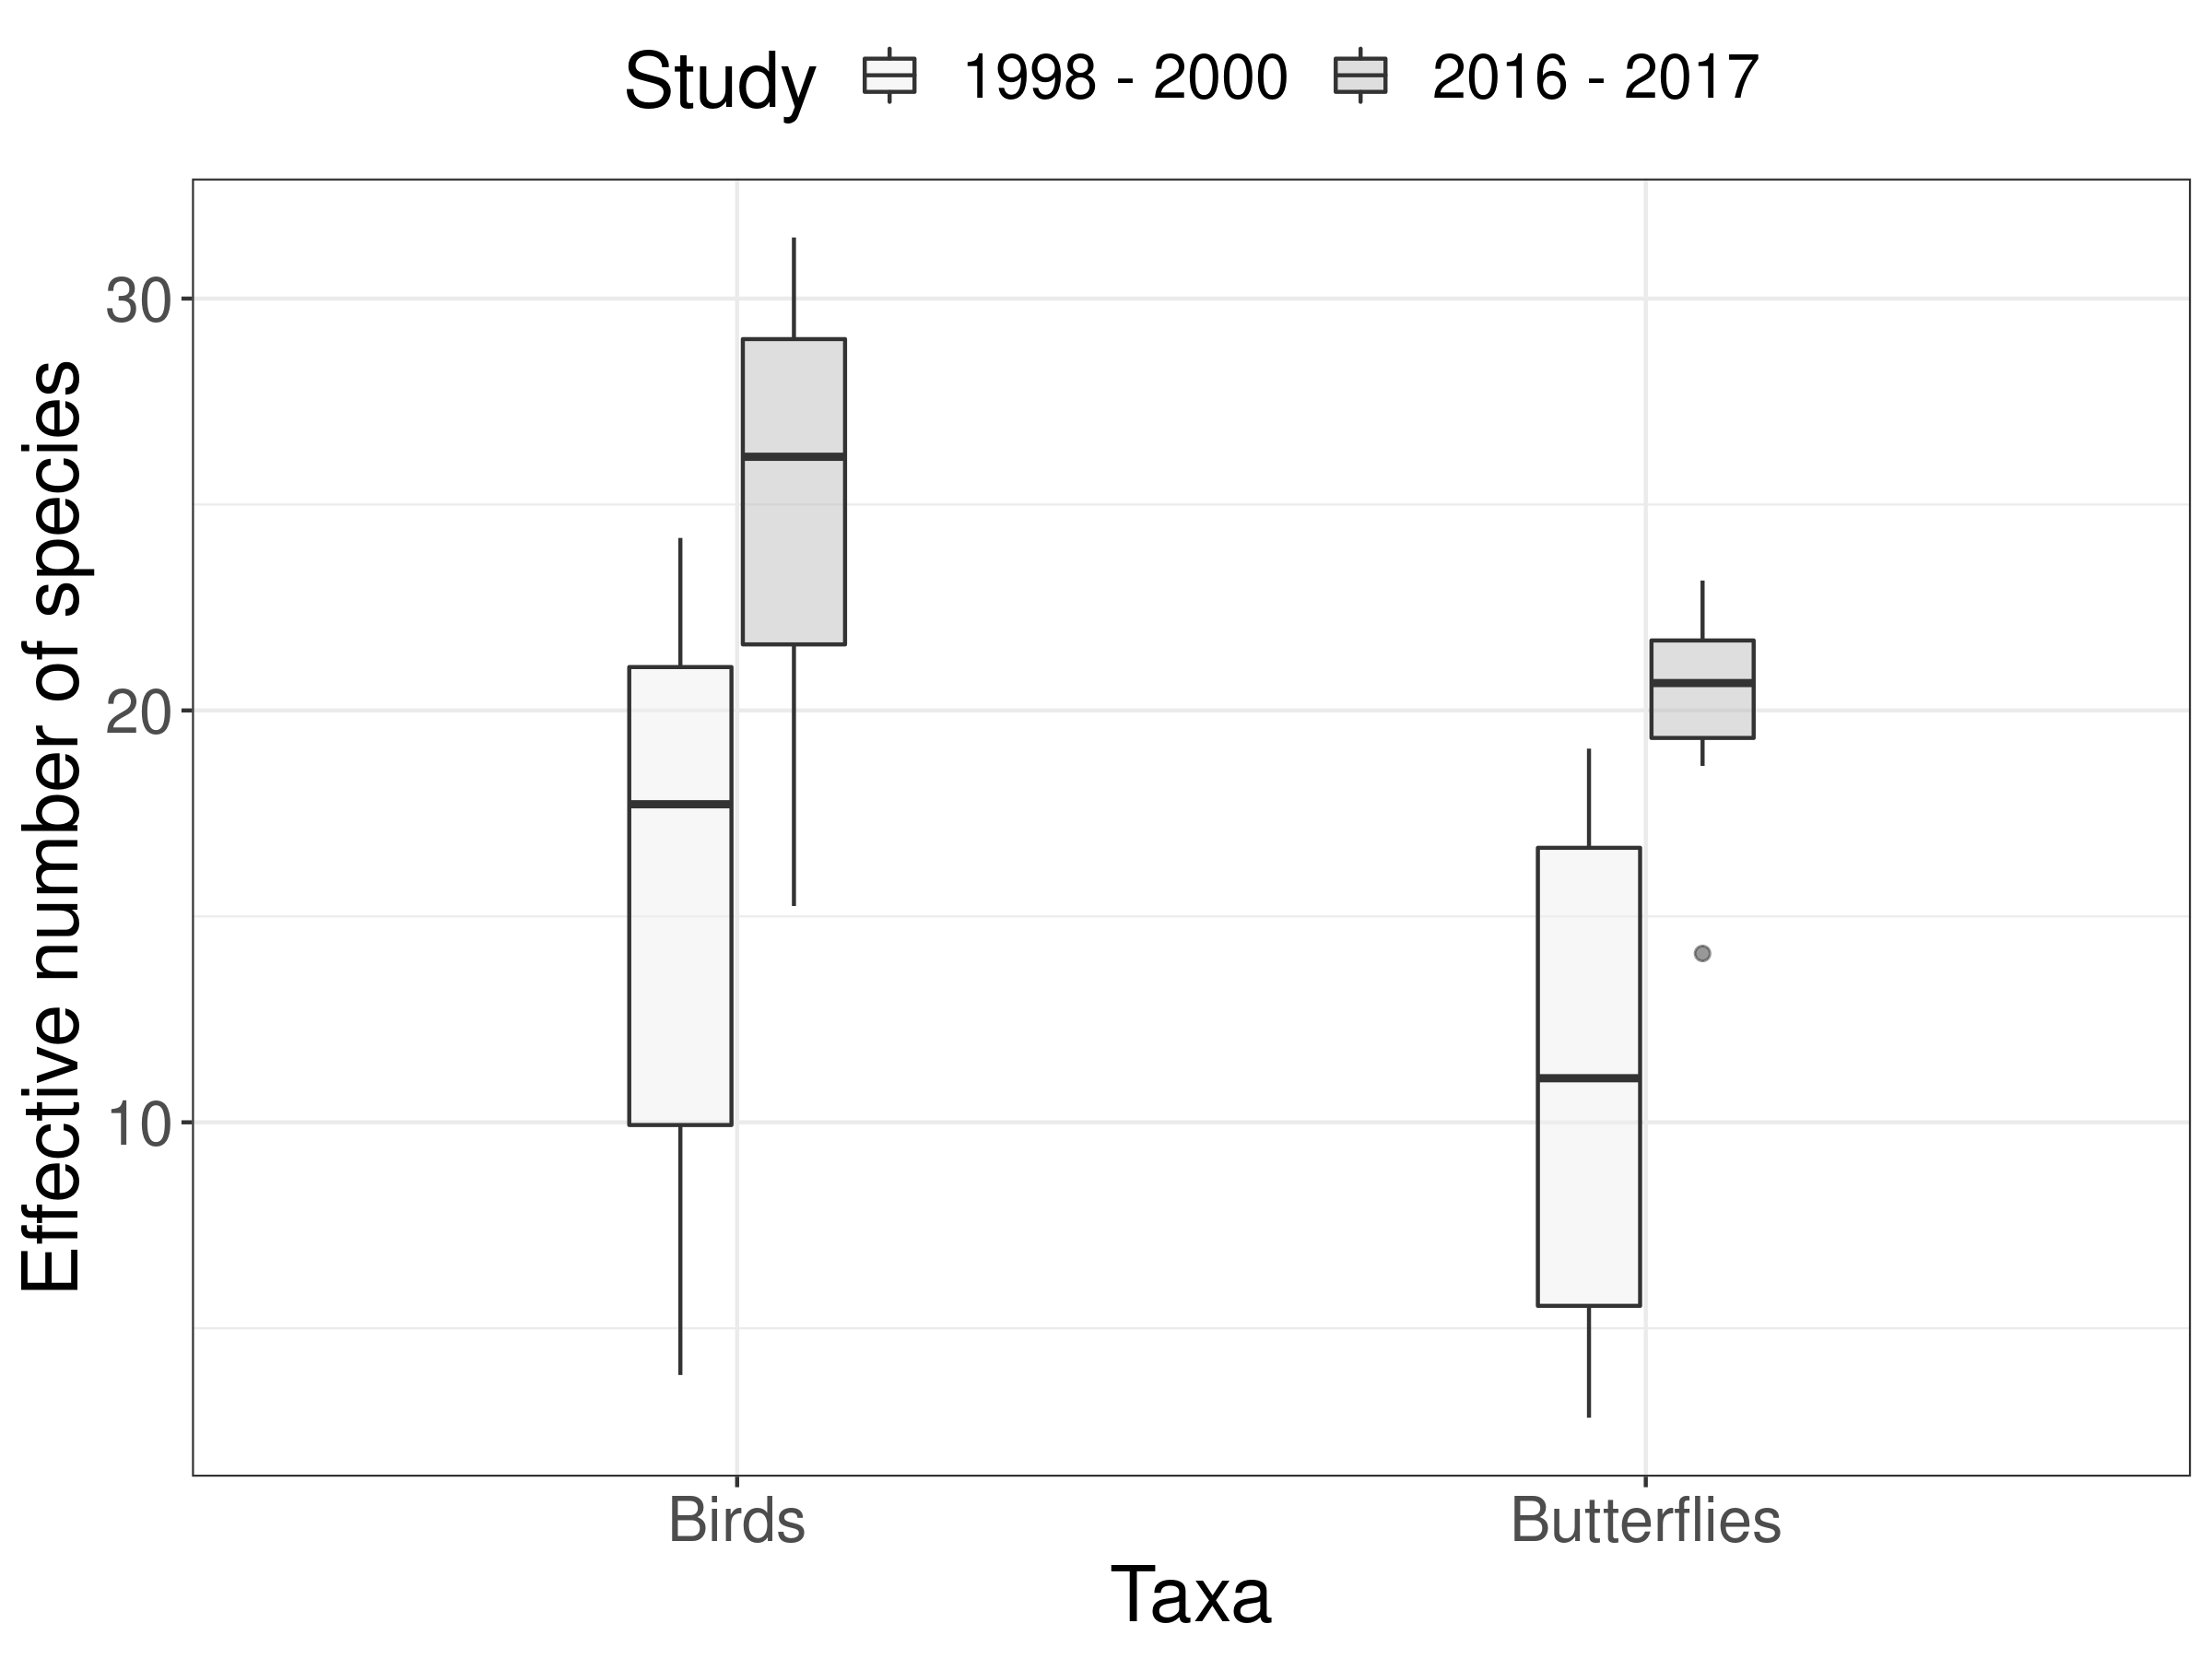 Study 1998 - 2000 2016 - 2017
Effective number of species
30
20
10
Birds Butterflies
Taxa